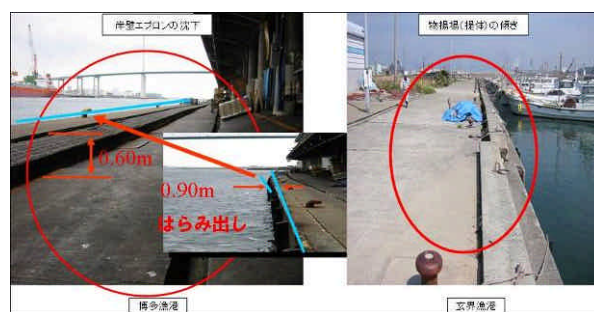 岸壁エプロンの沈下
物揚場(堤体)の傾き
0.60m
0.90m
はらみ出し
博多漁港
玄界漁港